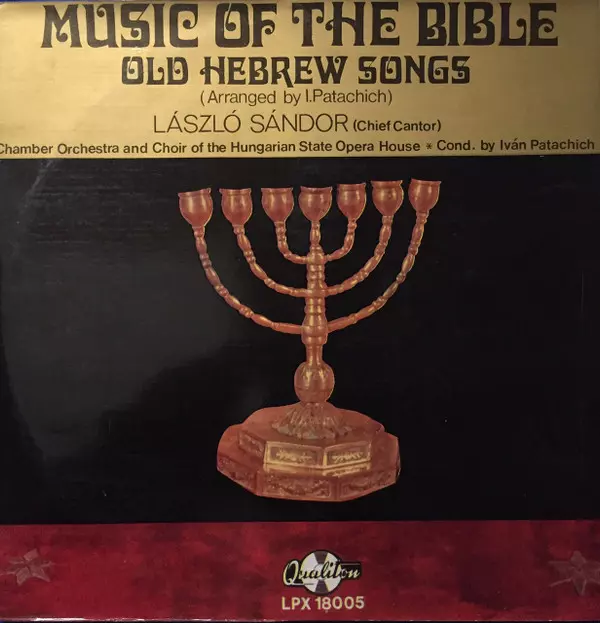 MUSIC OF THE BIBLE
OLD HEBREW SONGS
(Arranged by I.Patachich)
LÁSZLÓ SÁNDOR (Chief Cantor)
Chamber Orchestra and Choir of the Hungarian State Opera House * Cond. by Iván Patachich
Qualiton
LPX 18005